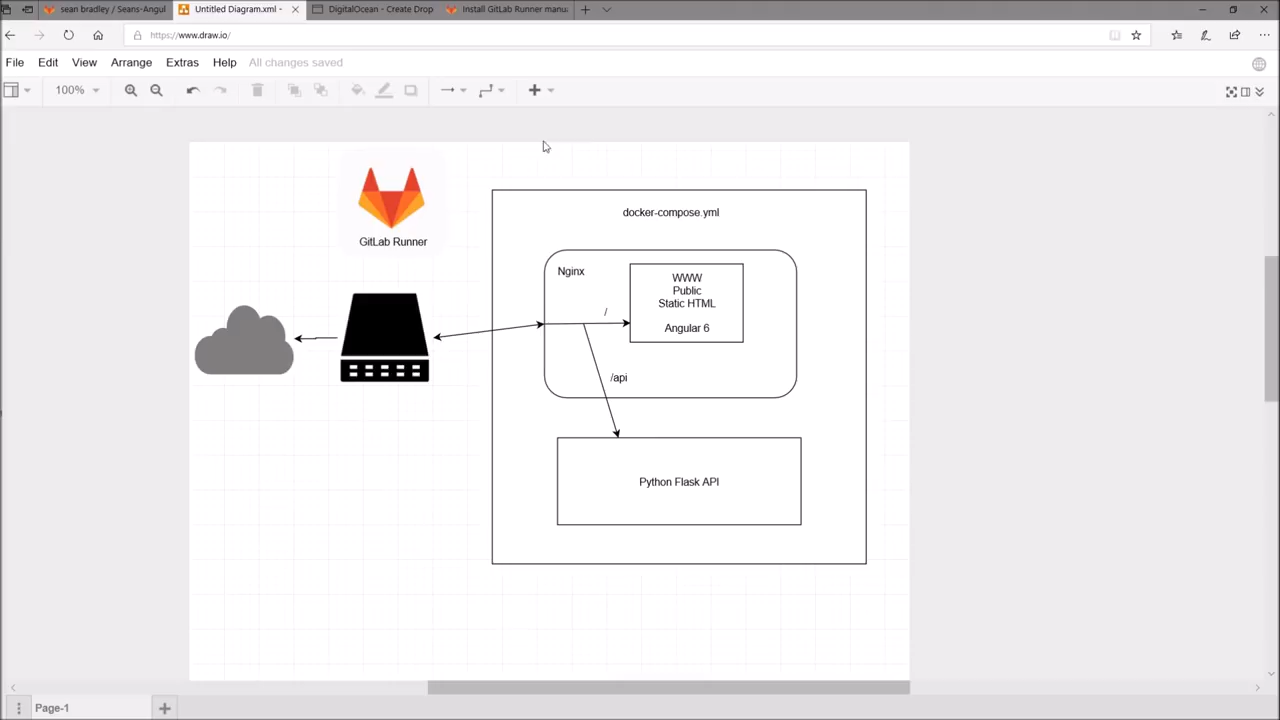 sean bradley / Seans-Angul
Untitled Diagram.xml -
DigitalOcean - Create Drop
Install GitLab Runner manu
https://www.draw.io/
File Edit View Arrange Extras Help All changes saved
100%
GitLab Runner
docker-compose.yml
Nginx
WWW
Public
Static HTML
Angular 6
/
/api
Python Flask API
Page-1